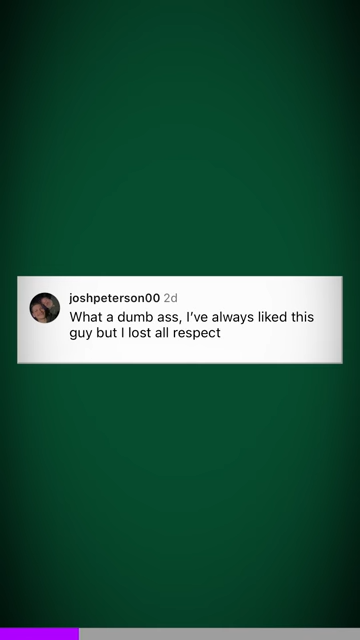 joshpeterson00 2d
What a dumb ass, I’ve always liked this
guy but I lost all respect